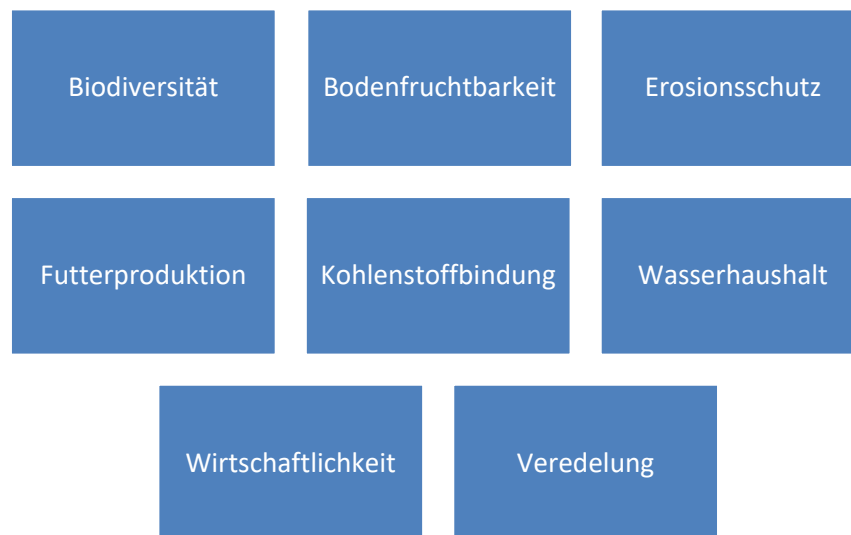 Biodiversität
Bodenfruchtbarkeit
Erosionsschutz
Futterproduktion
Kohlenstoffbindung
Wasserhaushalt
Wirtschaftlichkeit
Veredelung